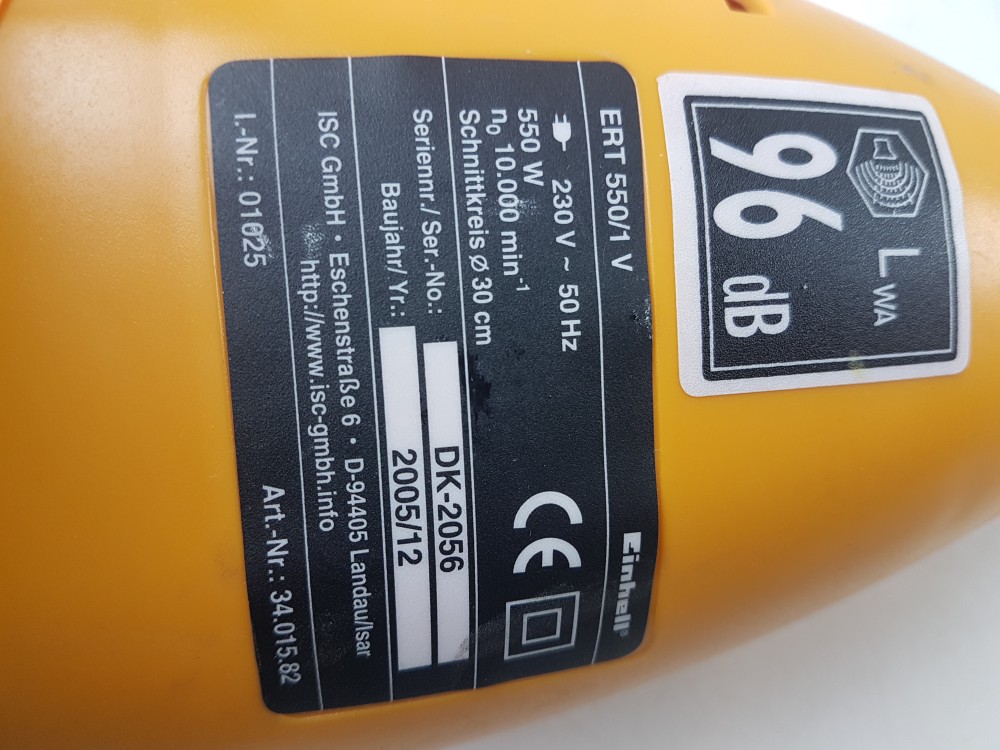 ERT 550/1 V
Einhell®
230 V ~ 50 Hz
550 W
n₀ 10.000 min⁻¹
Schnittkreis ø 30 cm
CE
Seriennr./ Ser.-No.: DK-2056
Baujahr/ Yr.: 2005/12
ISC GmbH · Eschenstraße 6 · D-94405 Landau/Isar
http://www.isc-gmbh.info
I.-Nr.: 01025
Art.-Nr.: 34.015.82
LWA
96 dB